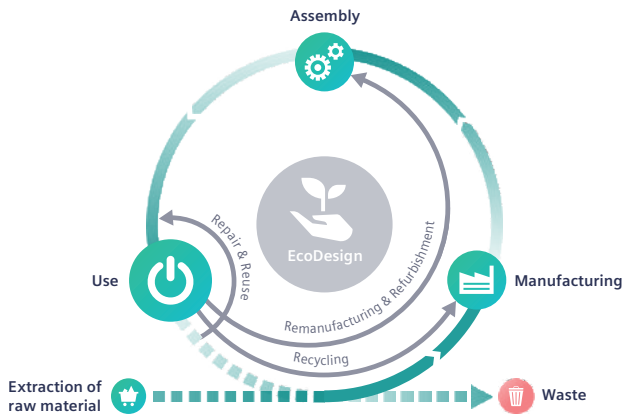 Assembly
Repair & Reuse
EcoDesign
Remanufacturing & Refurbishment
Use
Manufacturing
Recycling
Extraction of
raw material
Waste